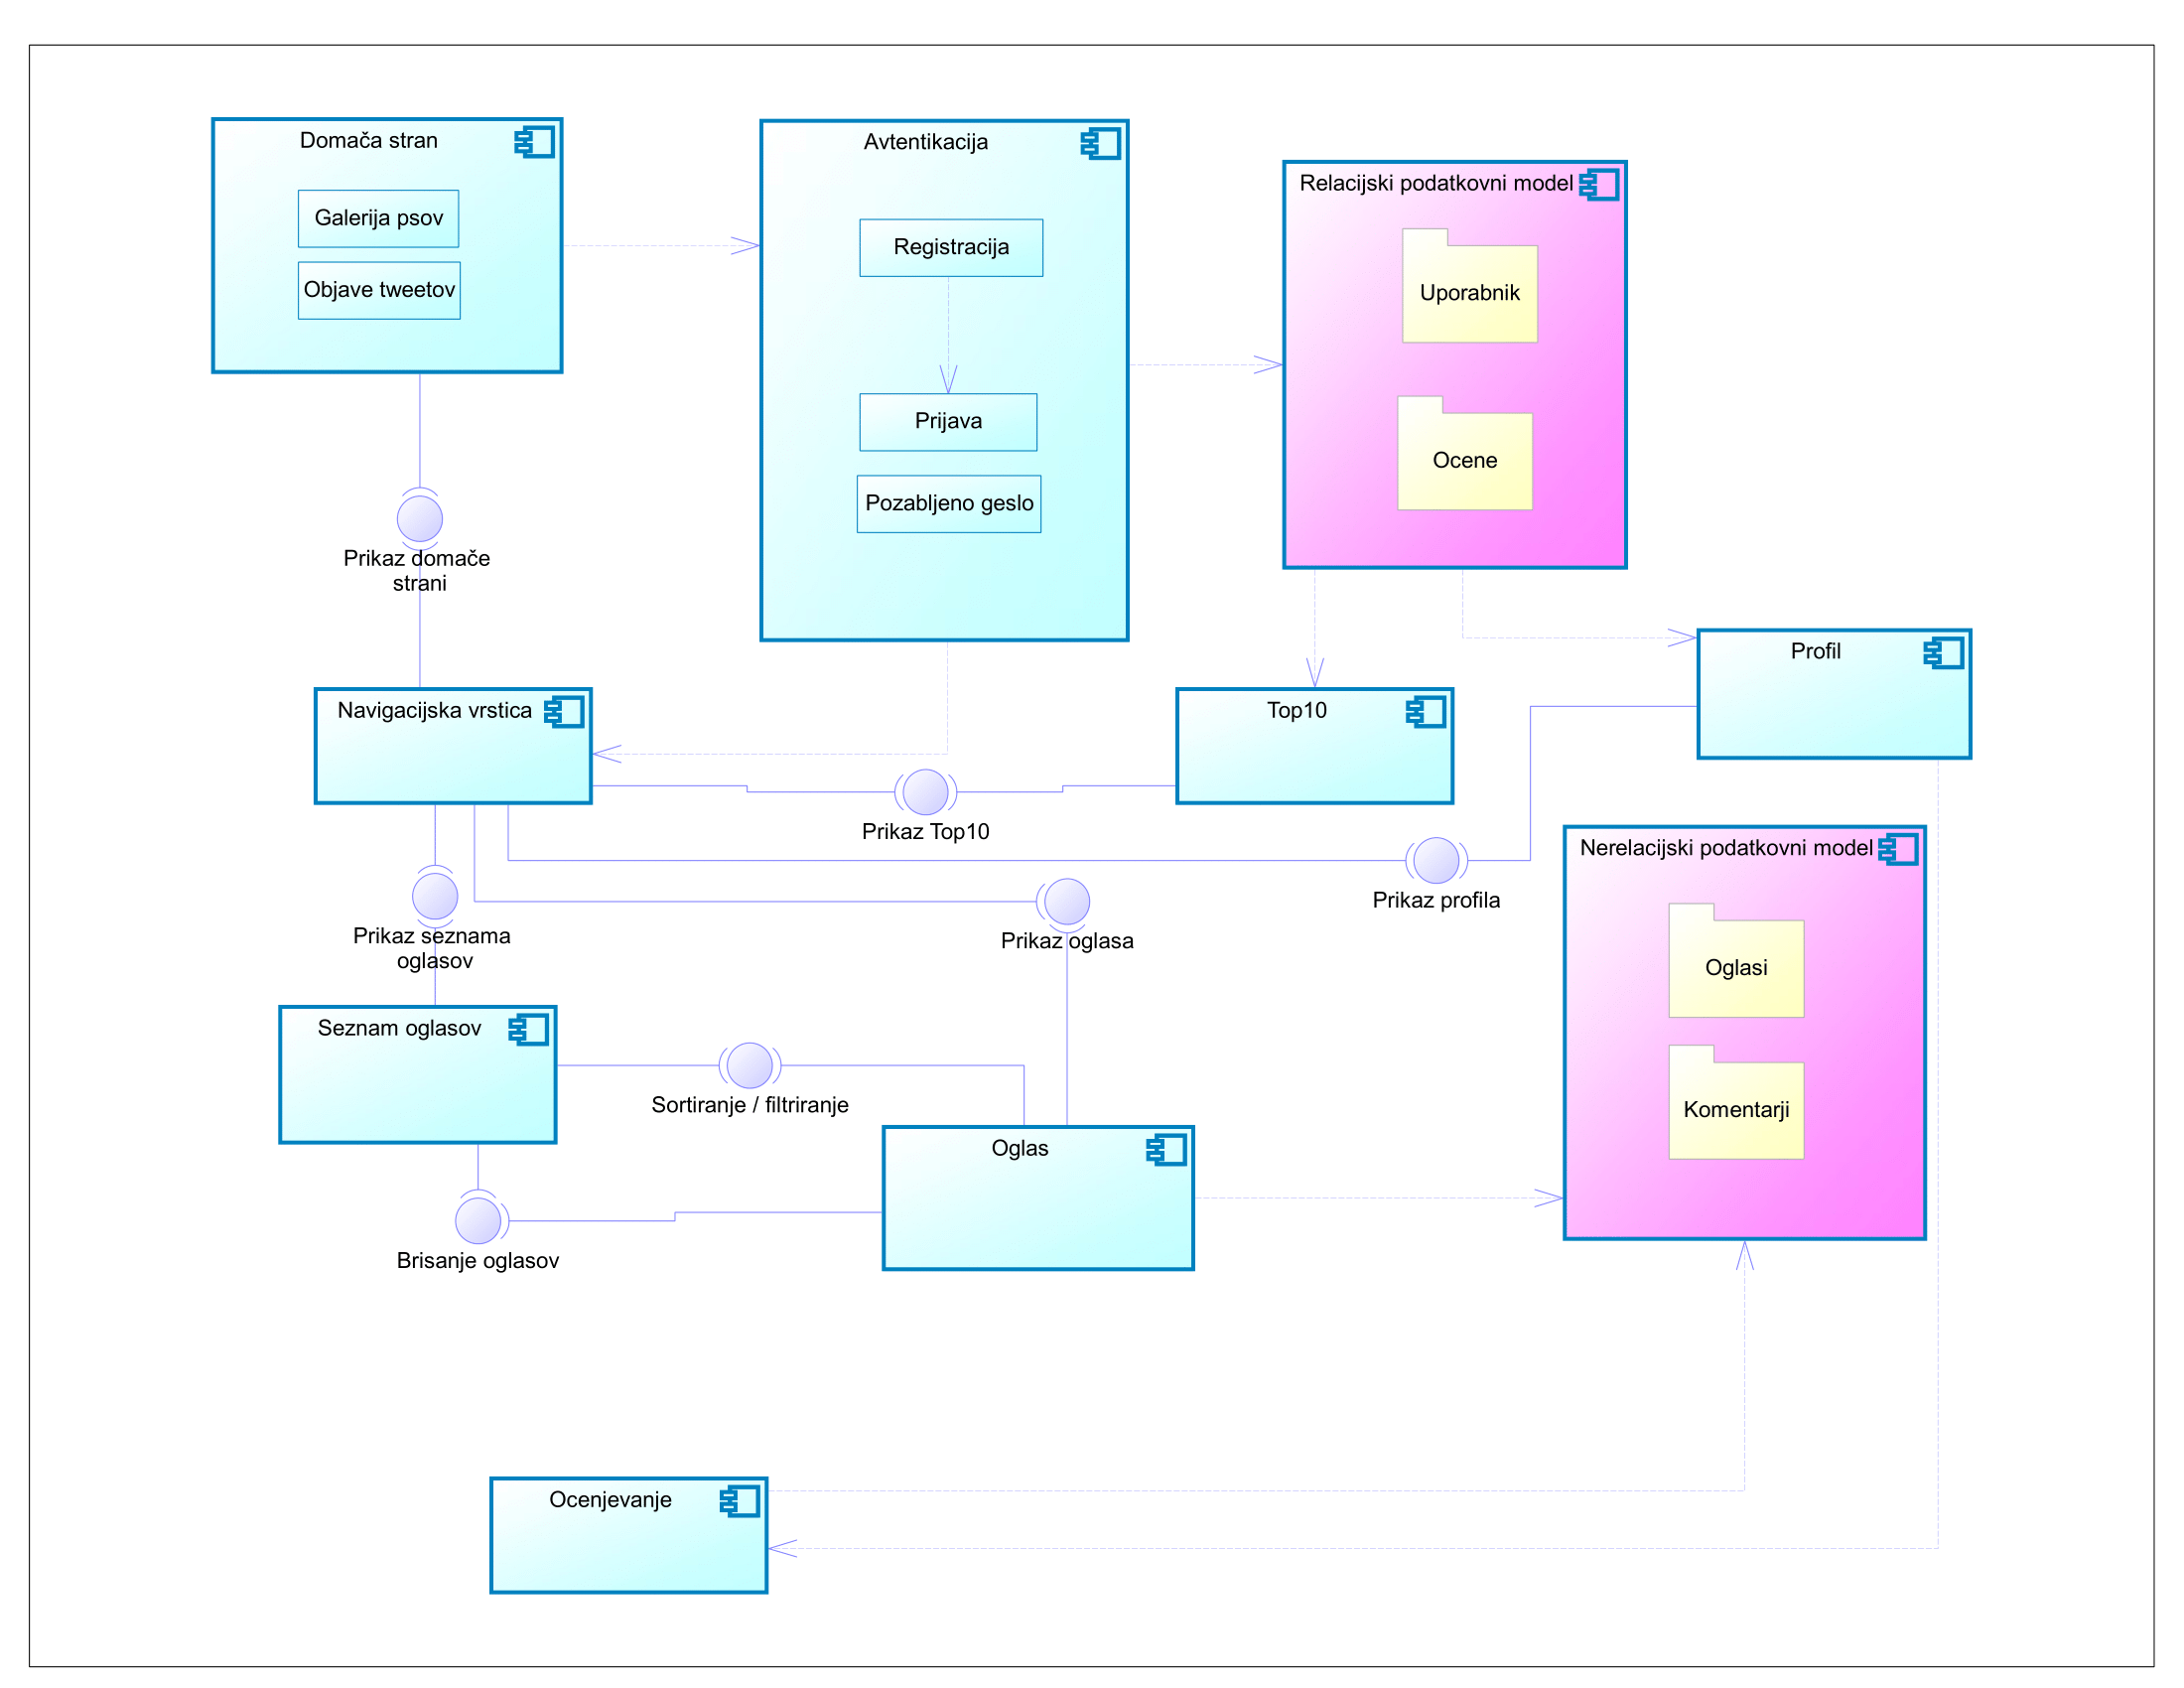 Domača stran
Galerija psov
Objave tweetov
Avtentikacija
Registracija
Prijava
Pozabljeno geslo
Relacijski podatkovni model
Uporabnik
Ocene
Prikaz domače
strani
Profil
Navigacijska vrstica
Top10
Prikaz Top10
Nerelacijski podatkovni model
Prikaz profila
Prikaz seznama
oglasov
Prikaz oglasa
Oglasi
Seznam oglasov
Sortiranje / filtriranje
Komentarji
Oglas
Brisanje oglasov
Ocenjevanje